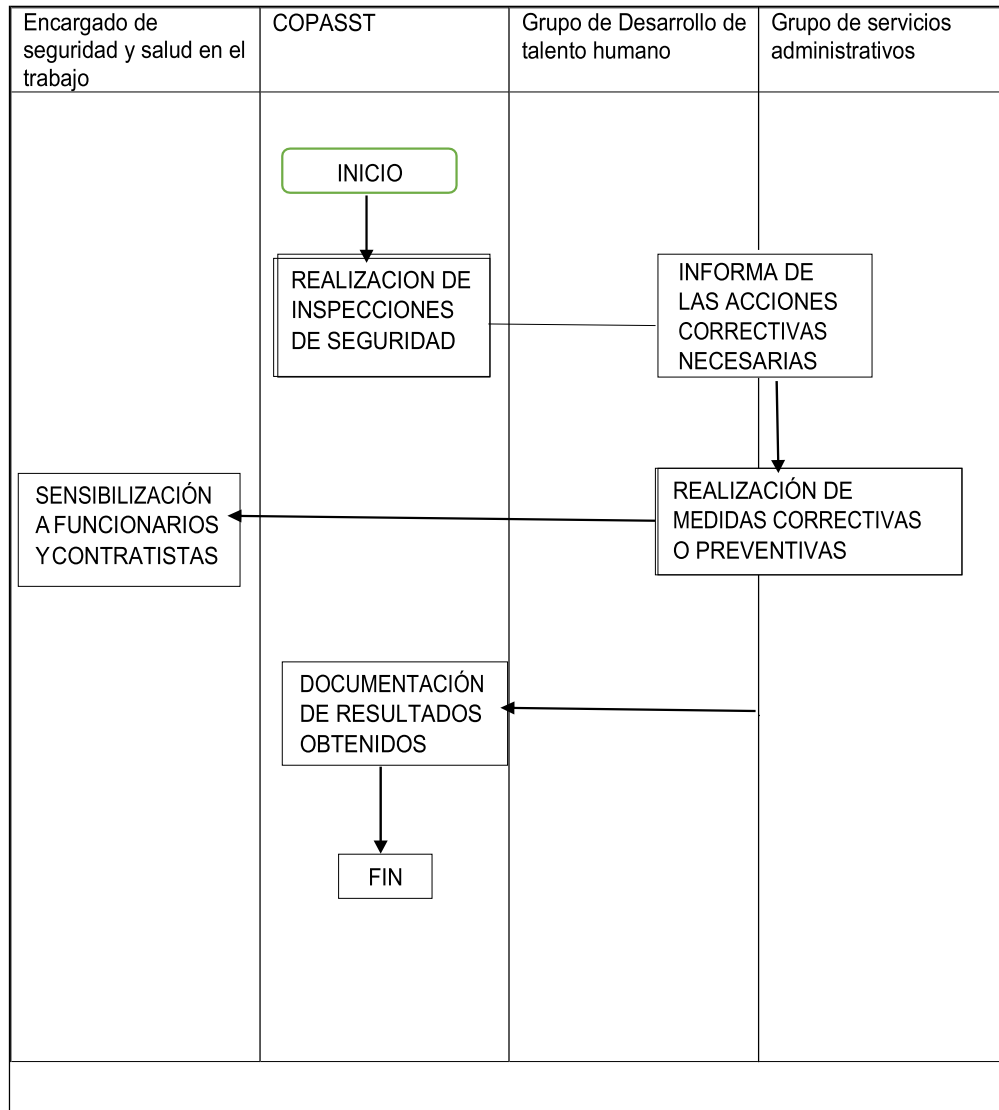 Encargado de
seguridad y salud en el
trabajo
COPASST
Grupo de Desarrollo de
talento humano
Grupo de servicios
administrativos
INICIO
REALIZACION DE
INSPECCIONES
DE SEGURIDAD
INFORMA DE
LAS ACCIONES
CORRECTIVAS
NECESARIAS
SENSIBILIZACIÓN
A FUNCIONARIOS
Y CONTRATISTAS
REALIZACIÓN DE
MEDIDAS CORRECTIVAS
O PREVENTIVAS
DOCUMENTACIÓN
DE RESULTADOS
OBTENIDOS
FIN